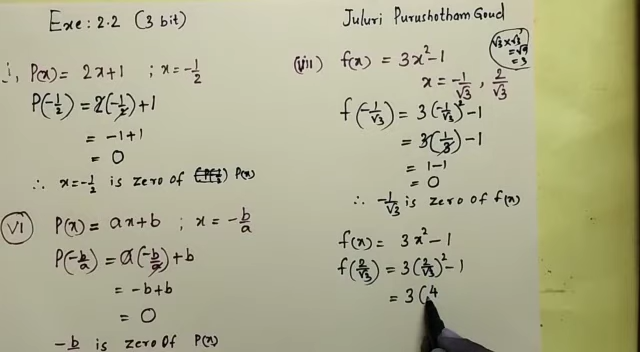 Exe: 2.2 (3 bit)
i, P(x) = 2x+1 ; x=-1/2
P(-1/2) = 2(-1/2)+1
= -1+1
= 0
∴ x=-1/2 is zero of P(x)
vi P(x) = ax+b ; x = -b/a
P(-b/a) = a(-b/a)+b
= -b+b
= 0
-b is zero of P(x)
Juluri Purushotham Goud
(vii) f(x) = 3x²-1
x = -1/√3 , 2/√3
√3×√3
=√9
=3
f(-1/√3) = 3(-1/√3)²-1
= 3(1/3)-1
= 1-1
= 0
∴ -1/√3 is zero of f(x)
f(x) = 3x²-1
f(2/√3) = 3(2/√3)²-1
= 3(4